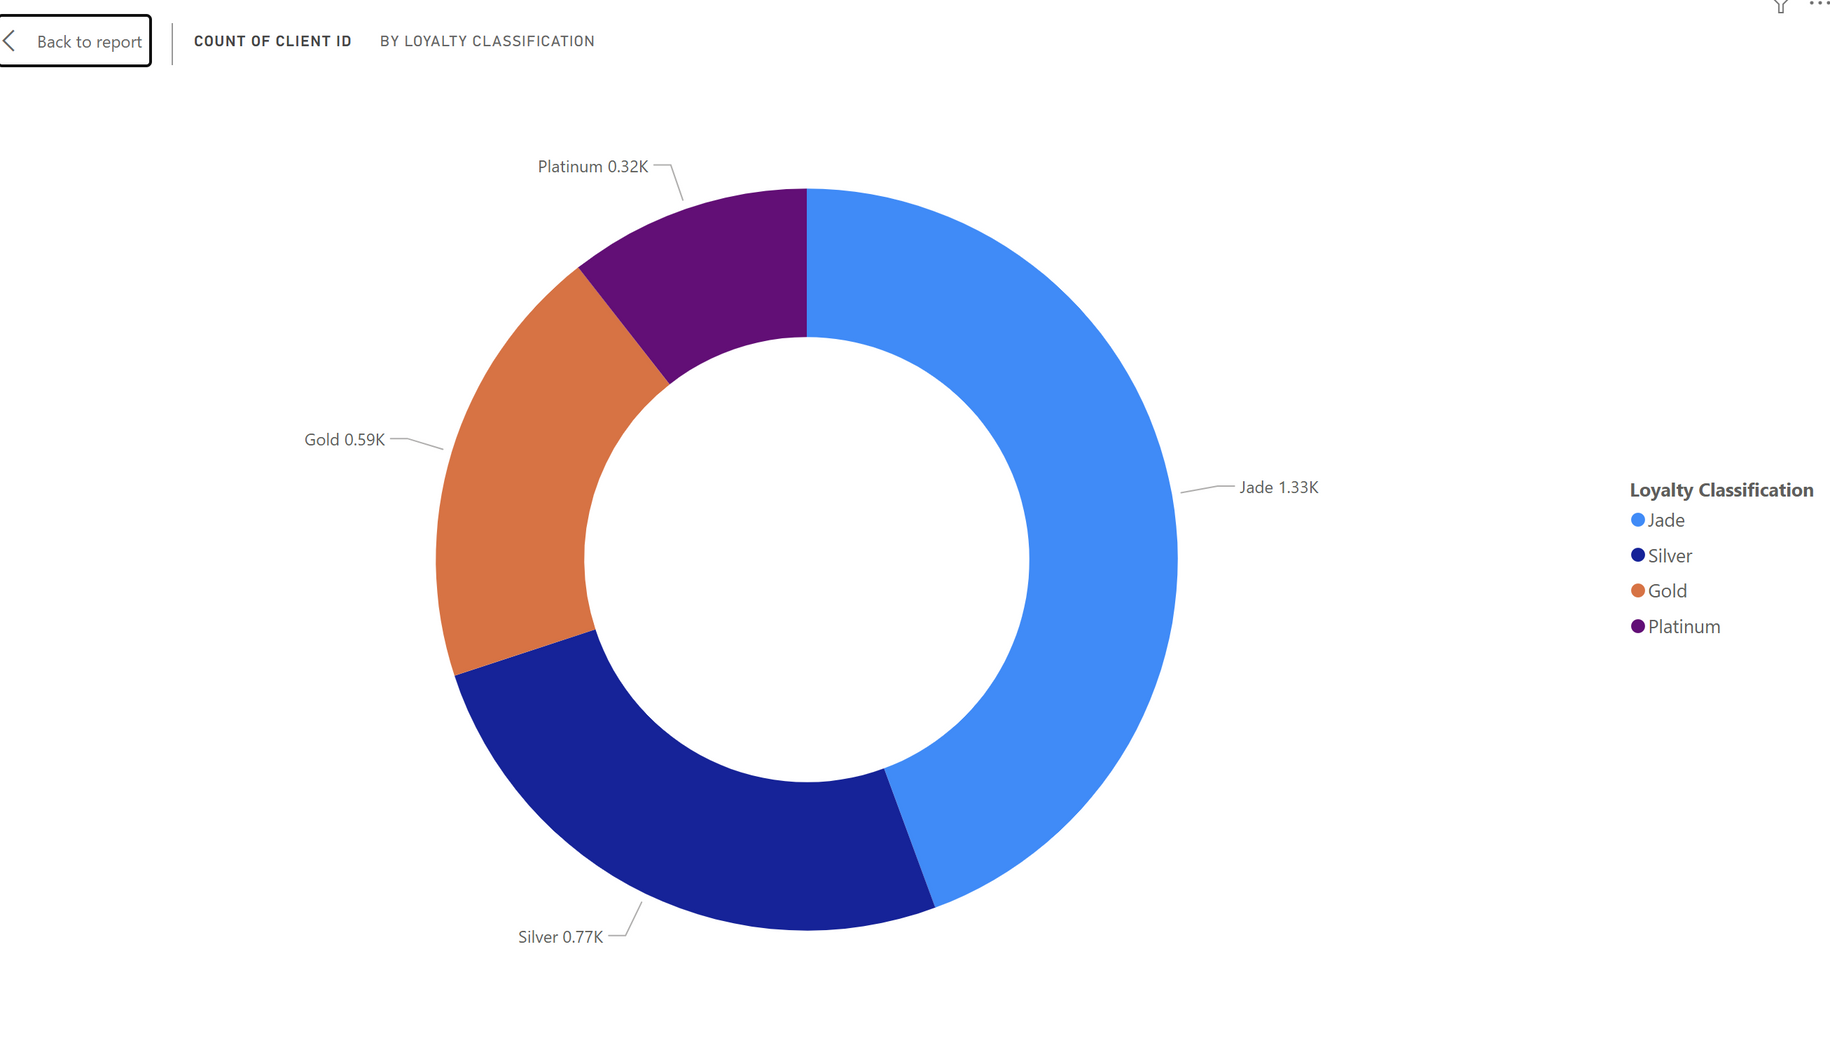 Back to report
COUNT OF CLIENT ID BY LOYALTY CLASSIFICATION
Platinum 0.32K
Gold 0.59K
Jade 1.33K
Silver 0.77K
Loyalty Classification
Jade
Silver
Gold
Platinum